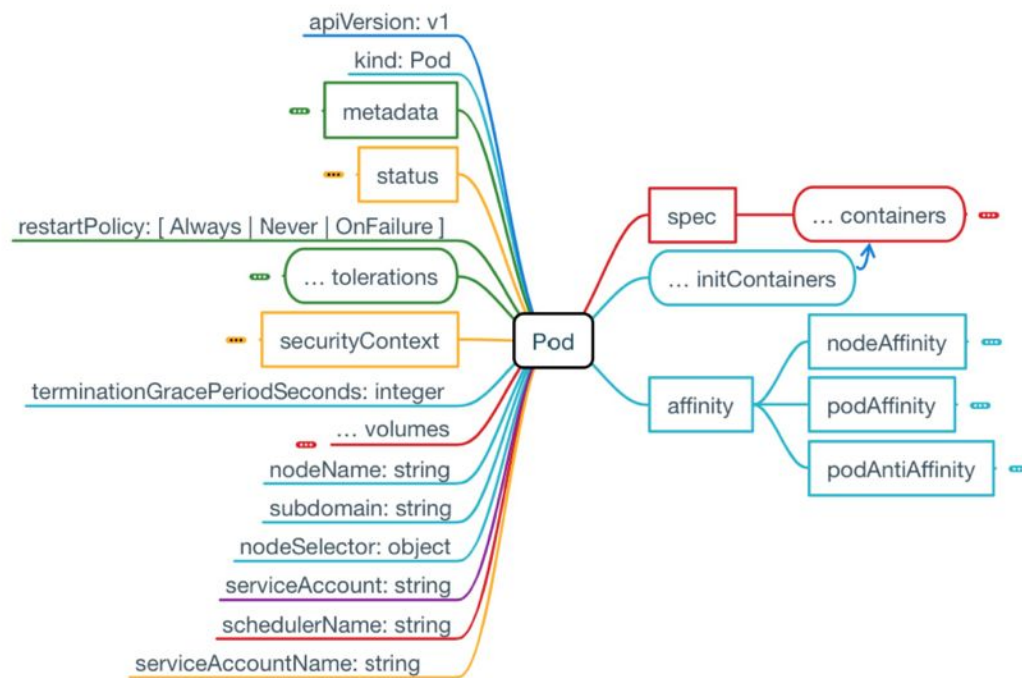 apiVersion: v1
kind: Pod
metadata
status
restartPolicy: [ Always | Never | OnFailure ]
... tolerations
securityContext
terminationGracePeriodSeconds: integer
... volumes
nodeName: string
subdomain: string
nodeSelector: object
serviceAccount: string
schedulerName: string
serviceAccountName: string
Pod
spec
... containers
... initContainers
affinity
nodeAffinity
podAffinity
podAntiAffinity